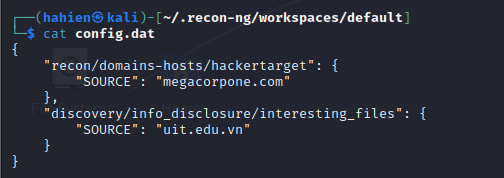 (hahien㉿kali)-[~/.recon-ng/workspaces/default]
$ cat config.dat
{
    "recon/domains-hosts/hackertarget": {
        "SOURCE": "megacorpone.com"
    },
    "discovery/info_disclosure/interesting_files": {
        "SOURCE": "uit.edu.vn"
    }
}